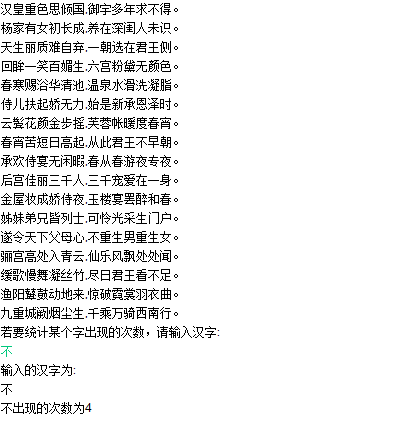 汉皇重色思倾国,御宇多年求不得。
杨家有女初长成,养在深闺人未识。
天生丽质难自弃,一朝选在君王侧。
回眸一笑百媚生,六宫粉黛无颜色。
春寒赐浴华清池,温泉水滑洗凝脂。
侍儿扶起娇无力,始是新承恩泽时。
云鬓花颜金步摇,芙蓉帐暖度春宵。
春宵苦短日高起,从此君王不早朝。
承欢侍宴无闲暇,春从春游夜专夜。
后宫佳丽三千人,三千宠爱在一身。
金屋妆成娇侍夜,玉楼宴罢醉和春。
姊妹弟兄皆列士,可怜光采生门户。
遂令天下父母心,不重生男重生女。
骊宫高处入青云,仙乐风飘处处闻。
缓歌慢舞凝丝竹,尽日君王看不足。
渔阳鼙鼓动地来,惊破霓裳羽衣曲。
九重城阙烟尘生,千乘万骑西南行。
若要统计某个字出现的次数，请输入汉字:
不
输入的汉字为:
不
不出现的次数为4